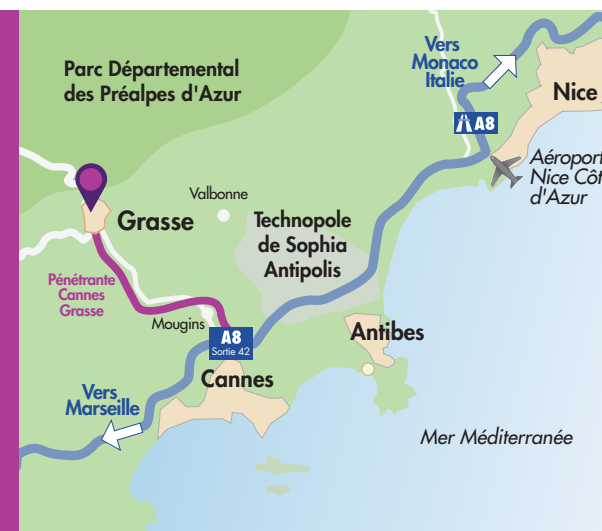 Vers
Monaco
Italie
Parc Départemental
des Préalpes d'Azur
Nice
A8
Aéroport
Nice Côt
d'Azur
Valbonne
Grasse
Technopole
de Sophia
Antipolis
Pénétrante
Cannes
Grasse
Mougins
A8
Sortie 42
Antibes
Cannes
Vers
Marseille
Mer Méditerranée